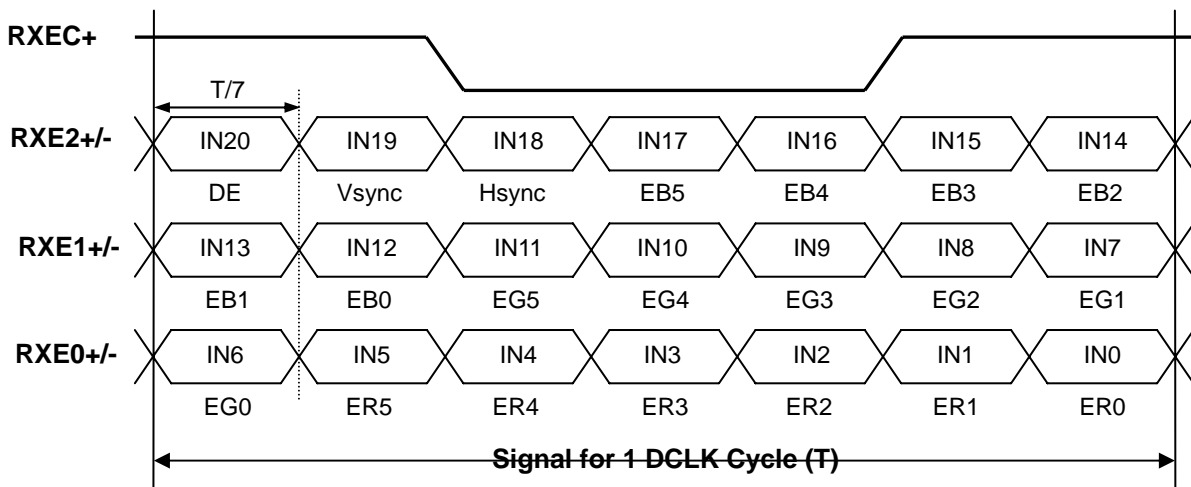 RXEC+
T/7
RXE2+/- IN20 IN19 IN18 IN17 IN16 IN15 IN14
DE Vsync Hsync EB5 EB4 EB3 EB2
RXE1+/- IN13 IN12 IN11 IN10 IN9 IN8 IN7
EB1 EB0 EG5 EG4 EG3 EG2 EG1
RXE0+/- IN6 IN5 IN4 IN3 IN2 IN1 IN0
EG0 ER5 ER4 ER3 ER2 ER1 ER0
Signal for 1 DCLK Cycle (T)